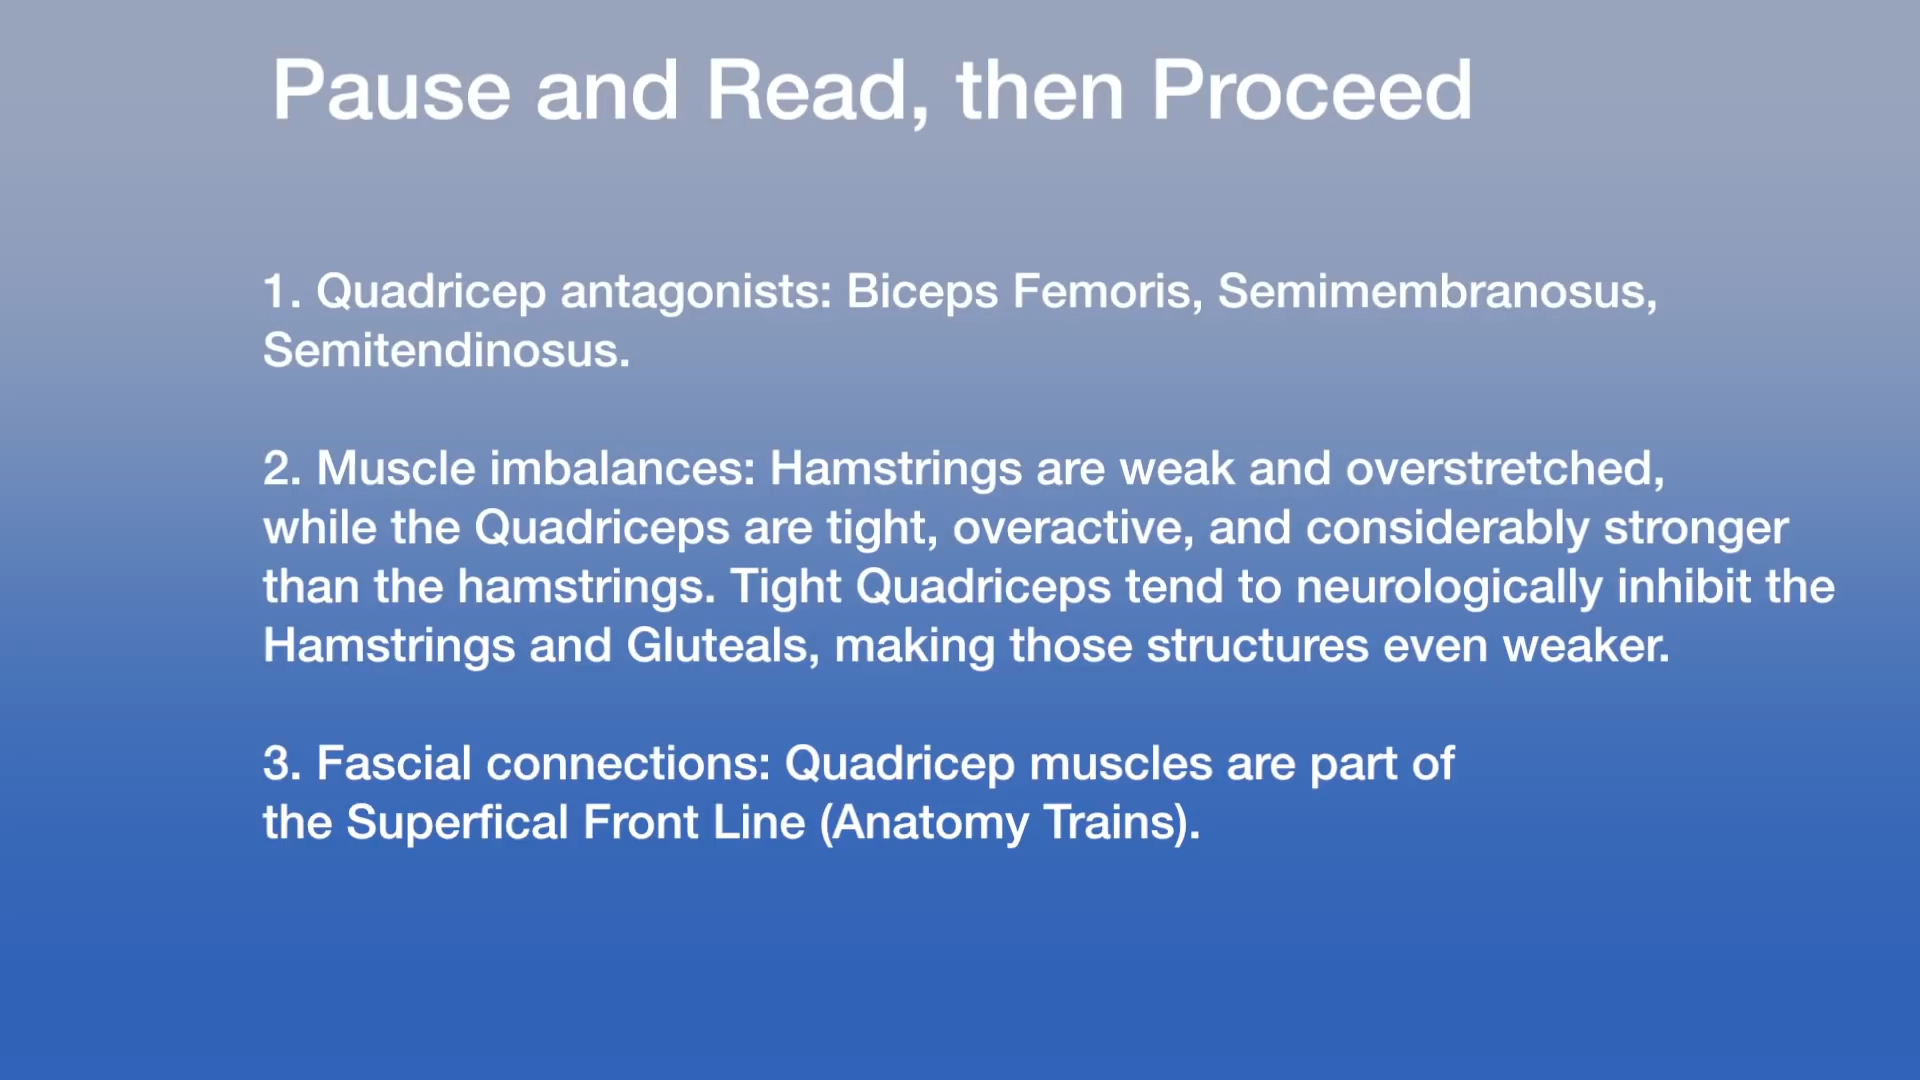 Pause and Read, then Proceed
1. Quadricep antagonists: Biceps Femoris, Semimembranosus,
Semitendinosus.
2. Muscle imbalances: Hamstrings are weak and overstretched,
while the Quadriceps are tight, overactive, and considerably stronger
than the hamstrings. Tight Quadriceps tend to neurologically inhibit the
Hamstrings and Gluteals, making those structures even weaker.
3. Fascial connections: Quadricep muscles are part of
the Superfical Front Line (Anatomy Trains).